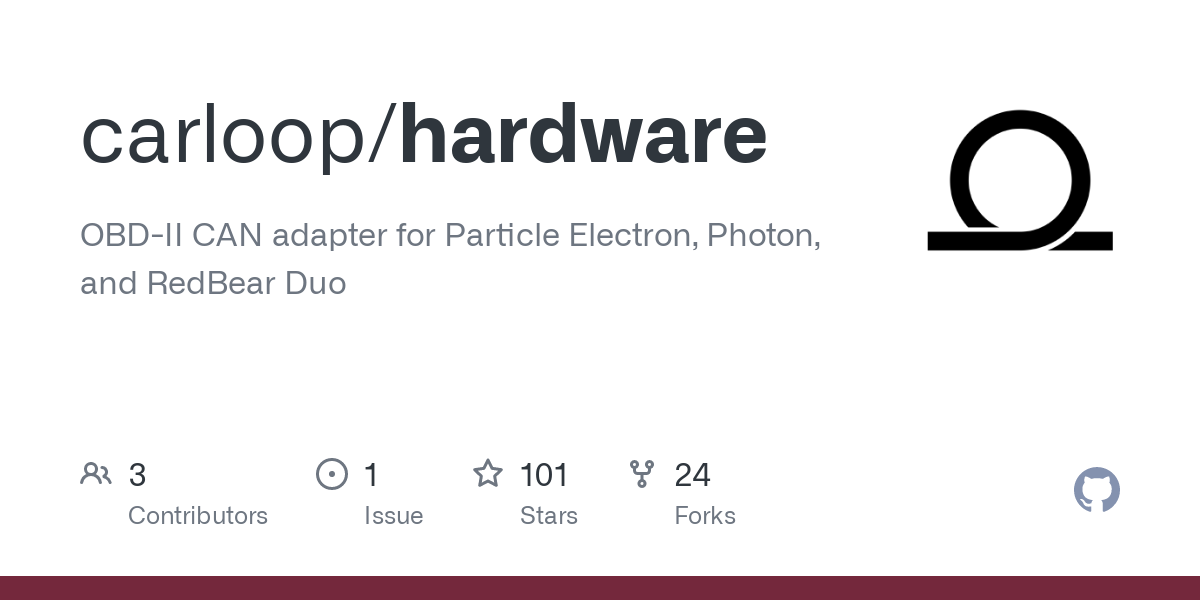 carloop/hardware
OBD-II CAN adapter for Particle Electron, Photon,
and RedBear Duo
3 1 101 24
Contributors Issue Stars Forks